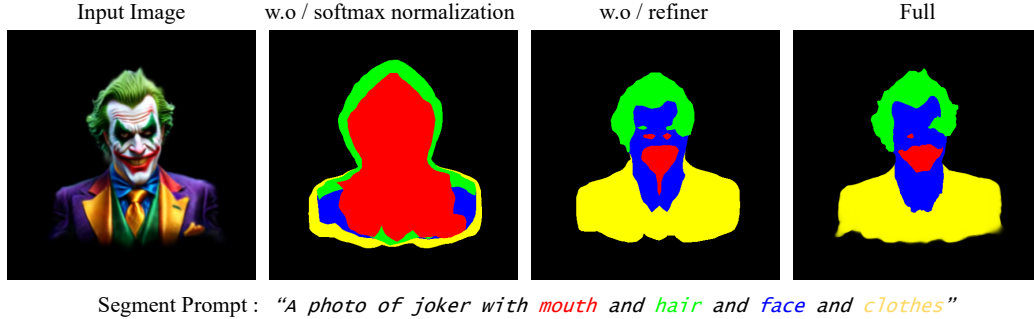 Input Image w.o / softmax normalization w.o / refiner Full
Segment Prompt : “A photo of joker with mouth and hair and face and clothes”